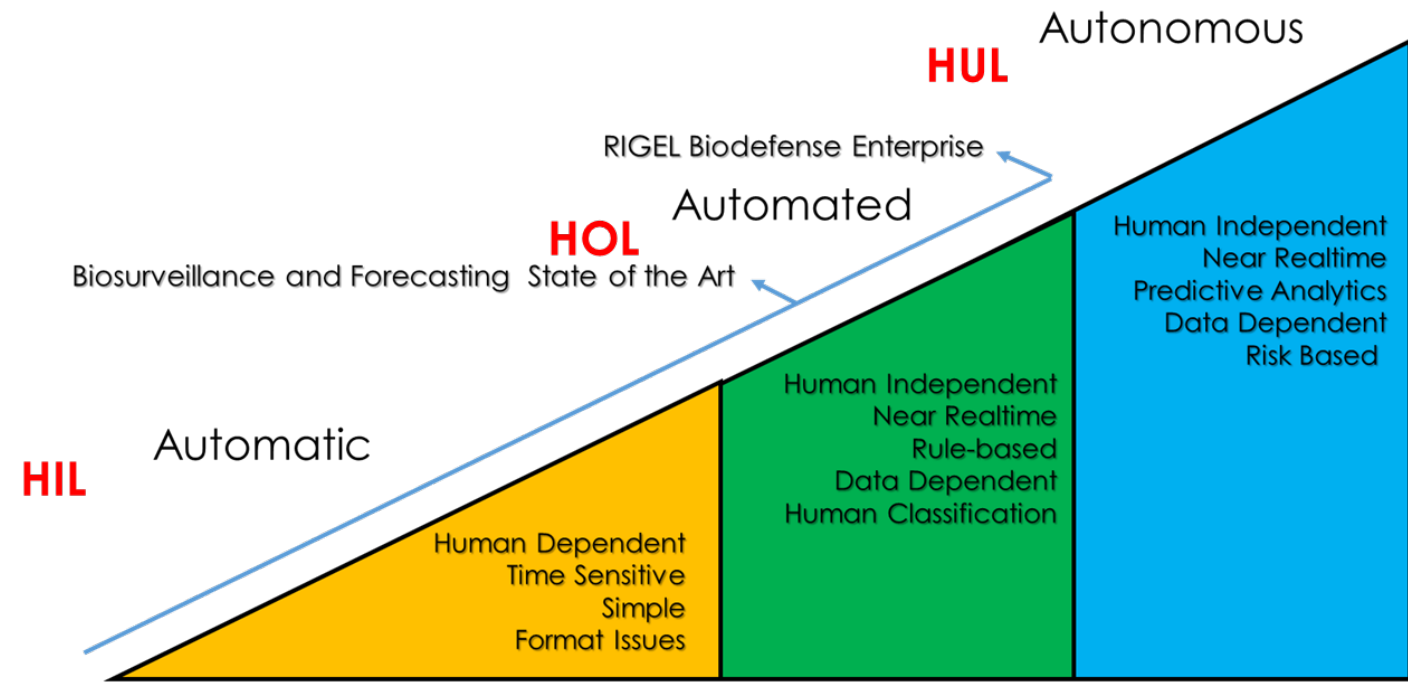 Autonomous
HUL
RIGEL Biodefense Enterprise
Automated
HOL
Biosurveillance and Forecasting  State of the Art
Human Independent
Near Realtime
Predictive Analytics
Data Dependent
Risk Based
Human Independent
Near Realtime
Rule-based
Data Dependent
Human Classification
Automatic
HIL
Human Dependent
Time Sensitive
Simple
Format Issues